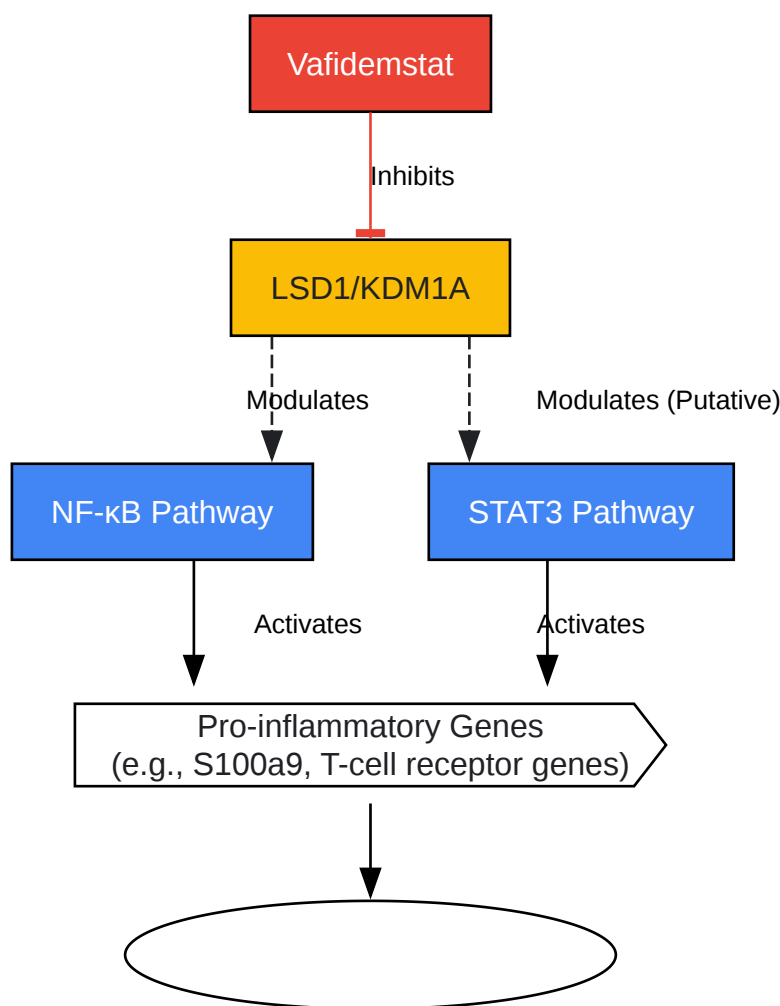 Vafidemstat
Inhibits
LSD1/KDM1A
Modulates
Modulates (Putative)
NF-κB Pathway
STAT3 Pathway
Activates
Activates
Pro-inflammatory Genes
(e.g., S100a9, T-cell receptor genes)